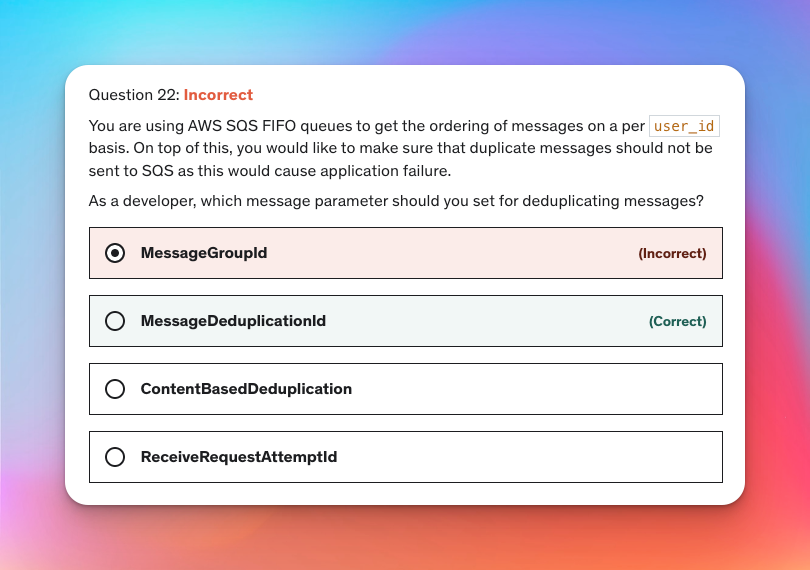 Question 22: Incorrect
You are using AWS SQS FIFO queues to get the ordering of messages on a per user_id
basis. On top of this, you would like to make sure that duplicate messages should not be
sent to SQS as this would cause application failure.
As a developer, which message parameter should you set for deduplicating messages?
MessageGroupId (Incorrect)
MessageDeduplicationId (Correct)
ContentBasedDeduplication
ReceiveRequestAttemptId